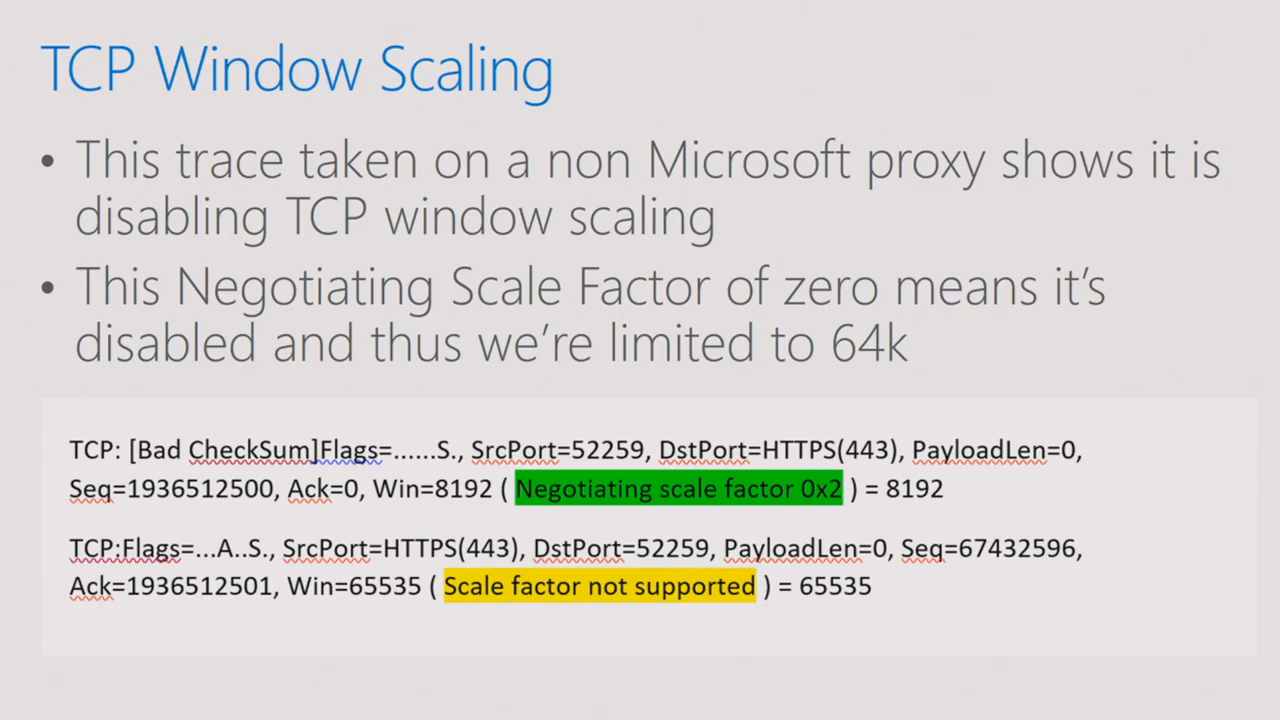 TCP Window Scaling
• This trace taken on a non Microsoft proxy shows it is
disabling TCP window scaling
• This Negotiating Scale Factor of zero means it’s
disabled and thus we’re limited to 64k
TCP: [Bad CheckSum]Flags=......S., SrcPort=52259, DstPort=HTTPS(443), PayloadLen=0,
Seq=1936512500, Ack=0, Win=8192 ( Negotiating scale factor 0x2 ) = 8192
TCP:Flags=...A..S., SrcPort=HTTPS(443), DstPort=52259, PayloadLen=0, Seq=67432596,
Ack=1936512501, Win=65535 ( Scale factor not supported ) = 65535